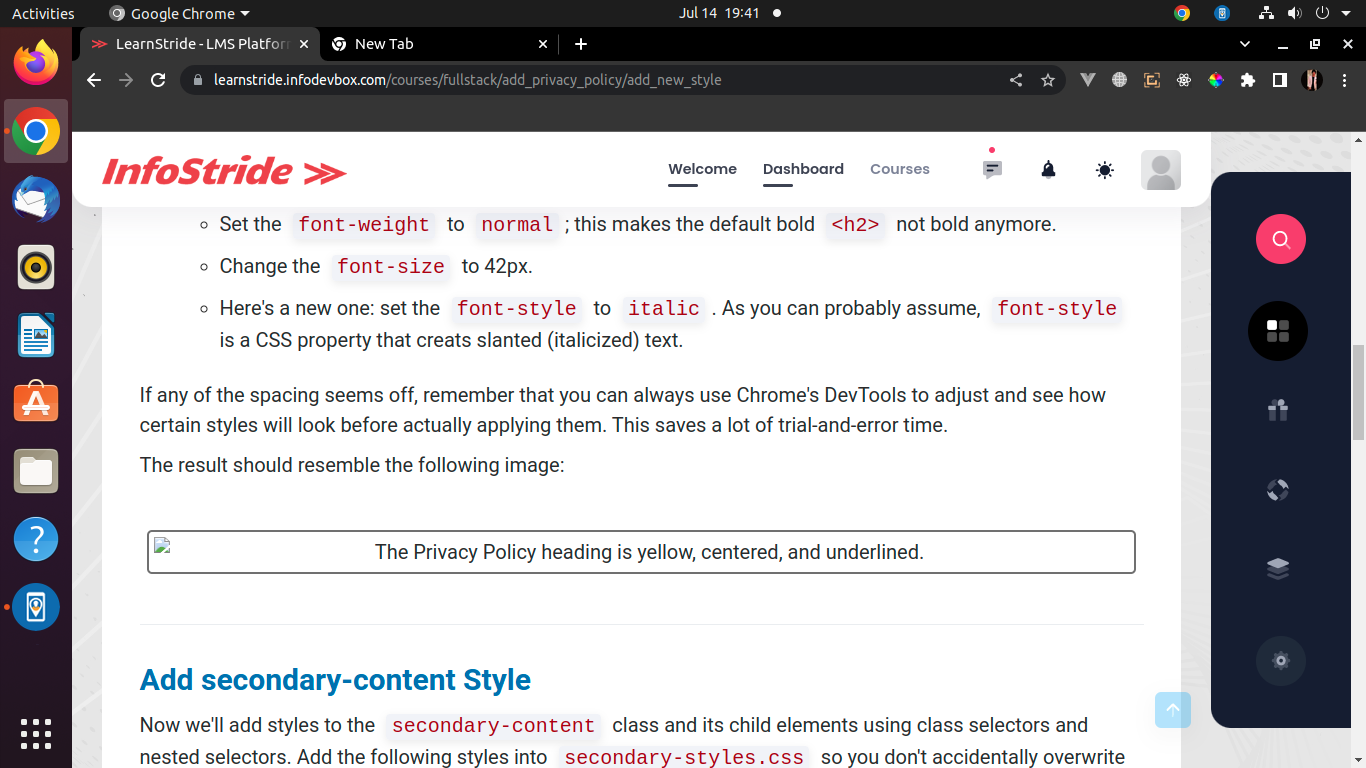 Activities Google Chrome Jul 14 19:41
LearnStride - LMS Platfor New Tab
learnstride.infodevbox.com/courses/fullstack/add_privacy_policy/add_new_style
InfoStride Welcome Dashboard Courses
Set the font-weight to normal ; this makes the default bold <h2> not bold anymore.
Change the font-size to 42px.
Here's a new one: set the font-style to italic . As you can probably assume, font-style
is a CSS property that creats slanted (italicized) text.
If any of the spacing seems off, remember that you can always use Chrome's DevTools to adjust and see how
certain styles will look before actually applying them. This saves a lot of trial-and-error time.
The result should resemble the following image:
The Privacy Policy heading is yellow, centered, and underlined.
Add secondary-content Style
Now we'll add styles to the secondary-content class and its child elements using class selectors and
nested selectors. Add the following styles into secondary-styles.css so you don't accidentally overwrite